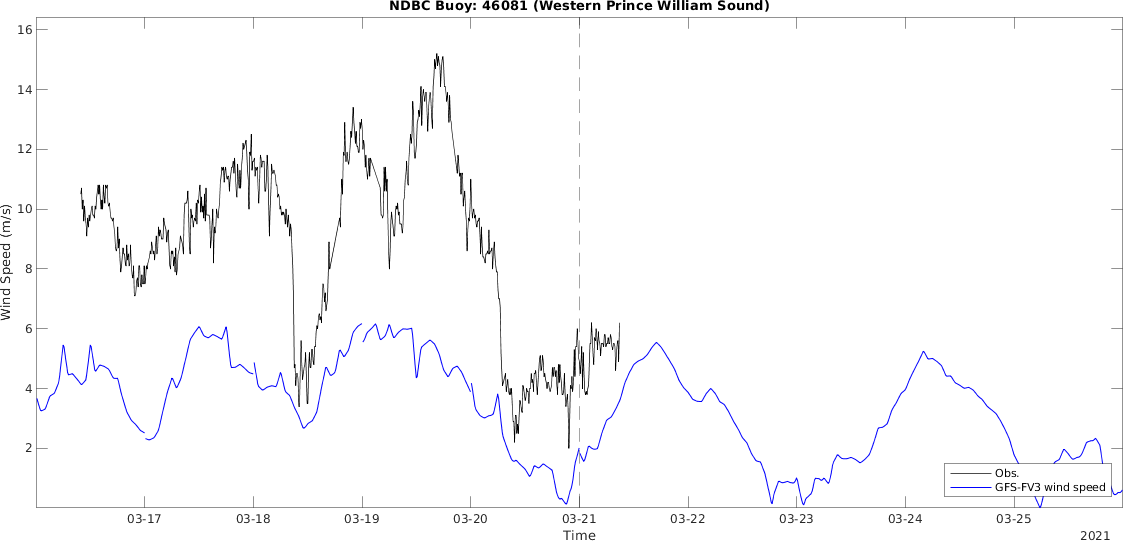 NDBC Buoy: 46081 (Western Prince William Sound)
16
14
12
10
8
6
4
2
Wind Speed (m/s)
Obs.
GFS-FV3 wind speed
03-17 03-18 03-19 03-20 03-21 03-22 03-23 03-24 03-25
Time
2021